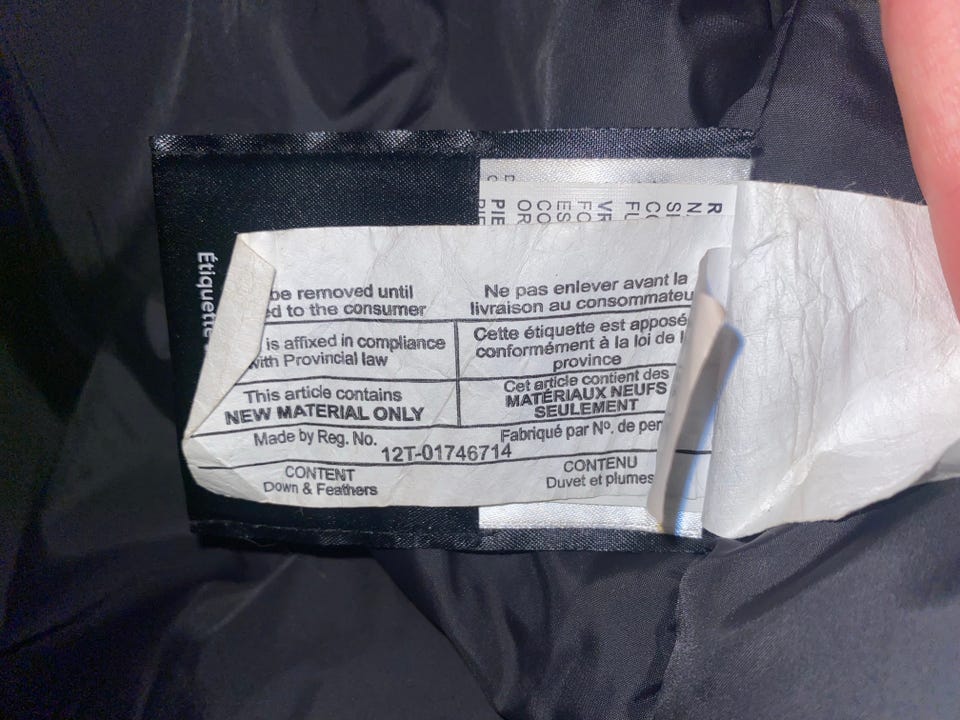 Étiquette
be removed until
ed to the consumer
Ne pas enlever avant la
livraison au consommateu
is affixed in compliance
with Provincial law
Cette étiquette est apposé
conformément à la loi de l
province
This article contains
NEW MATERIAL ONLY
Cet article contient des
MATÉRIAUX NEUFS
SEULEMENT
Made by Reg. No.
Fabriqué par Nº. de per
12T-01746714
CONTENT
Down & Feathers
CONTENU
Duvet et plumes